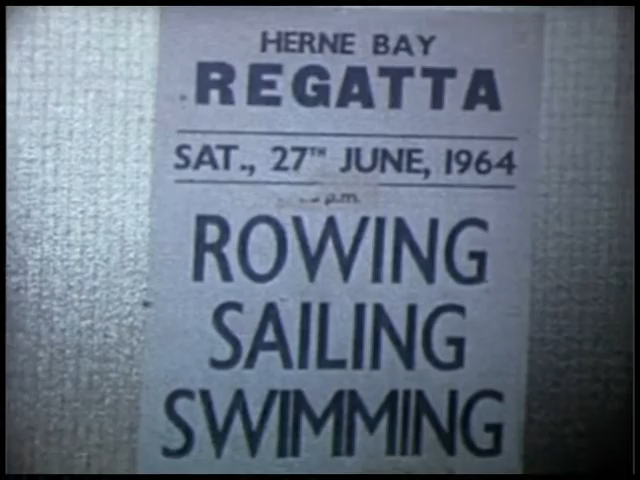 HERNE BAY
REGATTA
SAT., 27TH JUNE, 1964
p.m.
ROWING
SAILING
SWIMMING